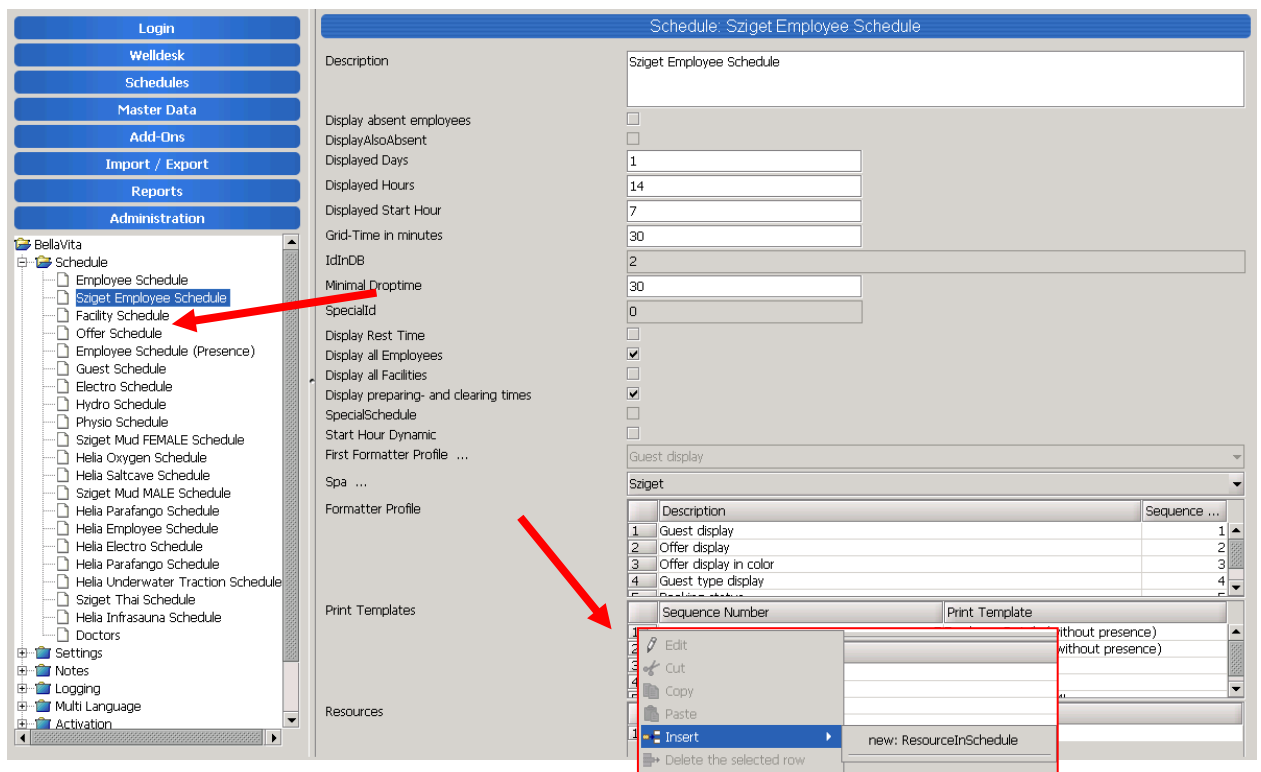 Login
Welldesk
Schedules
Master Data
Add-Ons
Import / Export
Reports
Administration
BellaVita
Schedule
Employee Schedule
Sziget Employee Schedule
Facility Schedule
Offer Schedule
Employee Schedule (Presence)
Guest Schedule
Electro Schedule
Hydro Schedule
Physio Schedule
Sziget Mud FEMALE Schedule
Helia Oxygen Schedule
Helia Saltcave Schedule
Sziget Mud MALE Schedule
Helia Parafango Schedule
Helia Employee Schedule
Helia Electro Schedule
Helia Parafango Schedule
Helia Underwater Traction Schedule
Sziget Thai Schedule
Helia Infrasauna Schedule
Doctors
Settings
Notes
Logging
Multi Language
Activation
Schedule: Sziget Employee Schedule
Description Sziget Employee Schedule
Display absent employees
DisplayAlsoAbsent
Displayed Days 1
Displayed Hours 14
Displayed Start Hour 7
Grid-Time in minutes 30
IdInDB 2
Minimal Droptime 30
SpecialId 0
Display Rest Time
Display all Employees
Display all Facilities
Display preparing- and clearing times
SpecialSchedule
Start Hour Dynamic
First Formatter Profile ... Guest display
Spa ... Sziget
Formatter Profile Description Sequence ...
1 Guest display 1
2 Offer display 2
3 Offer display in color 3
4 Guest type display 4
Print Templates Sequence Number Print Template
without presence)
without presence)
Edit
Cut
Copy
Resources
Paste
Insert new: ResourceInSchedule
Delete the selected row